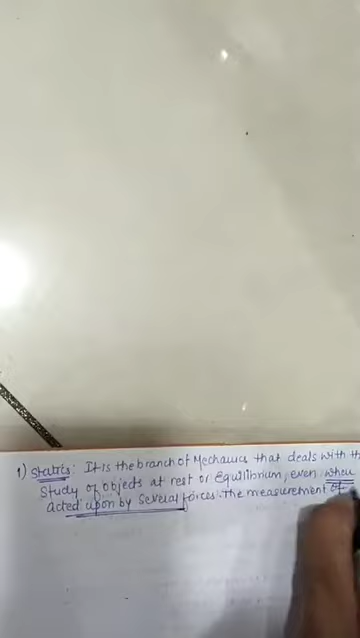 1) Statics: It is the branch of Mechanics that deals with th
Study of objects at rest or Equilibrium, even when
acted upon by several forces. The measurement of